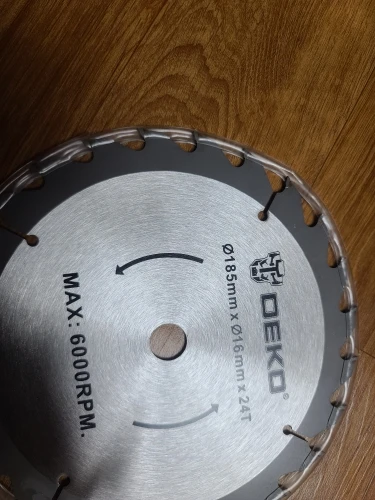 DEKO®
Ø185mm x Ø16mm x 24T
MAX: 6000RPM.